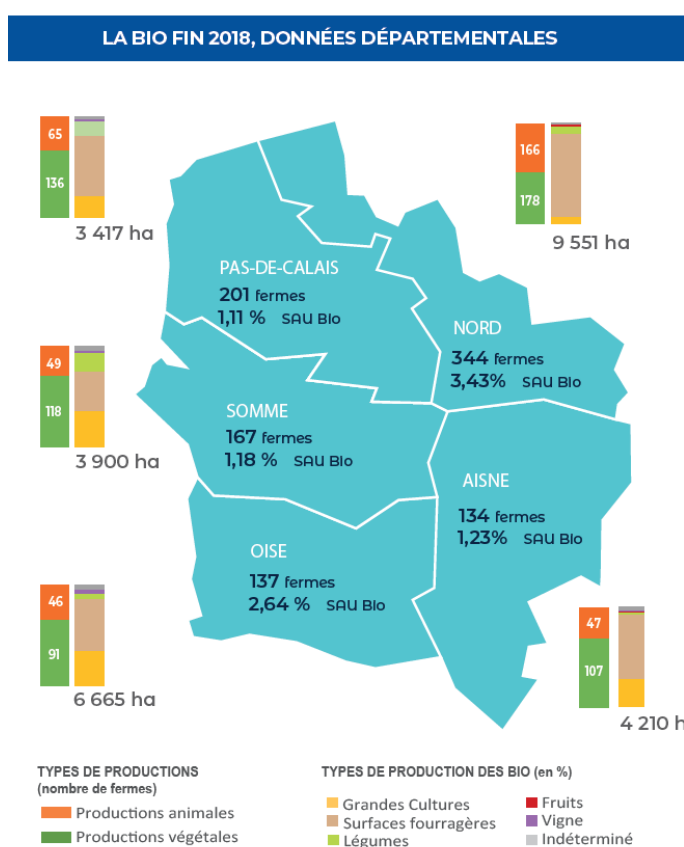 LA BIO FIN 2018, DONNÉES DÉPARTEMENTALES
65
136
3 417 ha
166
178
9 551 ha
PAS-DE-CALAIS
201 fermes
1,11 % SAU Bio
NORD
344 fermes
3,43% SAU Bio
49
118
3 900 ha
SOMME
167 fermes
1,18 % SAU Bio
AISNE
134 fermes
1,23% SAU Bio
OISE
137 fermes
2,64 % SAU Bio
46
91
6 665 ha
47
107
4 210 h
TYPES DE PRODUCTIONS
(nombre de fermes)
Productions animales
Productions végétales
TYPES DE PRODUCTION DES BIO (en %)
Grandes Cultures
Surfaces fourragères
Légumes
Fruits
Vigne
Indéterminé